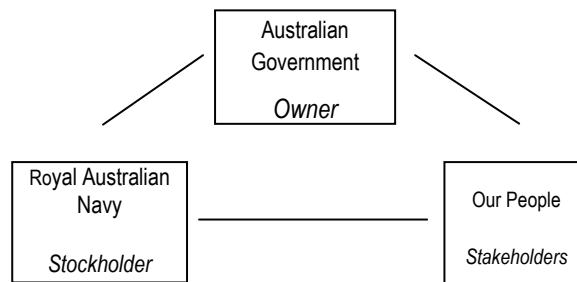 Australian
Government
Owner
Royal Australian
Navy
Stockholder
Our People
Stakeholders